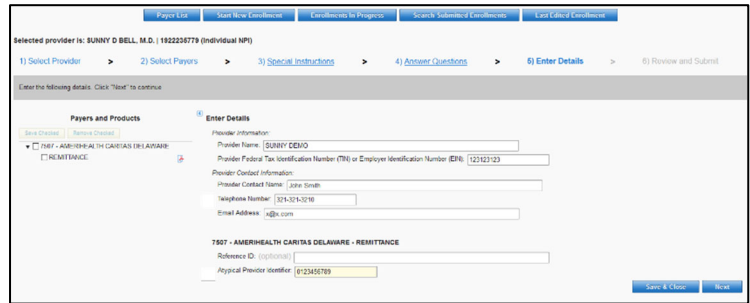 Payer List Start New Enrollment Enrollments In Progress Search Submitted Enrollments Last Edited Enrollment
Selected provider is: SUNNY D BELL, M.D. | 1922235779 (Individual NPI)
1) Select Provider > 2) Select Payers > 3) Special Instructions > 4) Answer Questions > 5) Enter Details > 6) Review and Submit
Enter the following details. Click "Next" to continue
Payers and Products
Save Checked Remove Checked
7507 - AMERIHEALTH CARITAS DELAWARE
REMITTANCE
Enter Details
Provider Information:
Provider Name: SUNNY DEMO
Provider Federal Tax Identification Number (TIN) or Employer Identification Number (EIN): 123123123
Provider Contact Information:
Provider Contact Name: John Smith
Telephone Number: 321-321-3210
Email Address: x@x.com
7507 - AMERIHEALTH CARITAS DELAWARE - REMITTANCE
Reference ID: (optional)
Atypical Provider Identifier: 0123456789
Save & Close Next